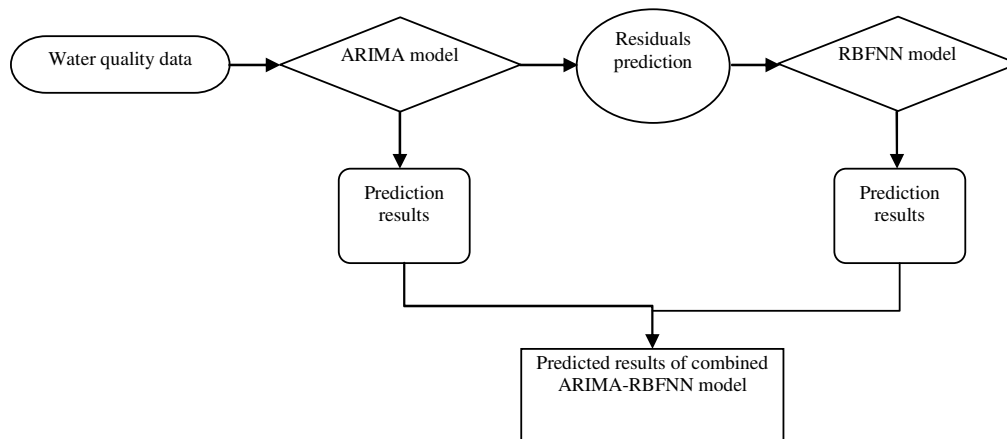 Water quality data
ARIMA model
Residuals
prediction
RBFNN model
Prediction
results
Prediction
results
Predicted results of combined
ARIMA-RBFNN model